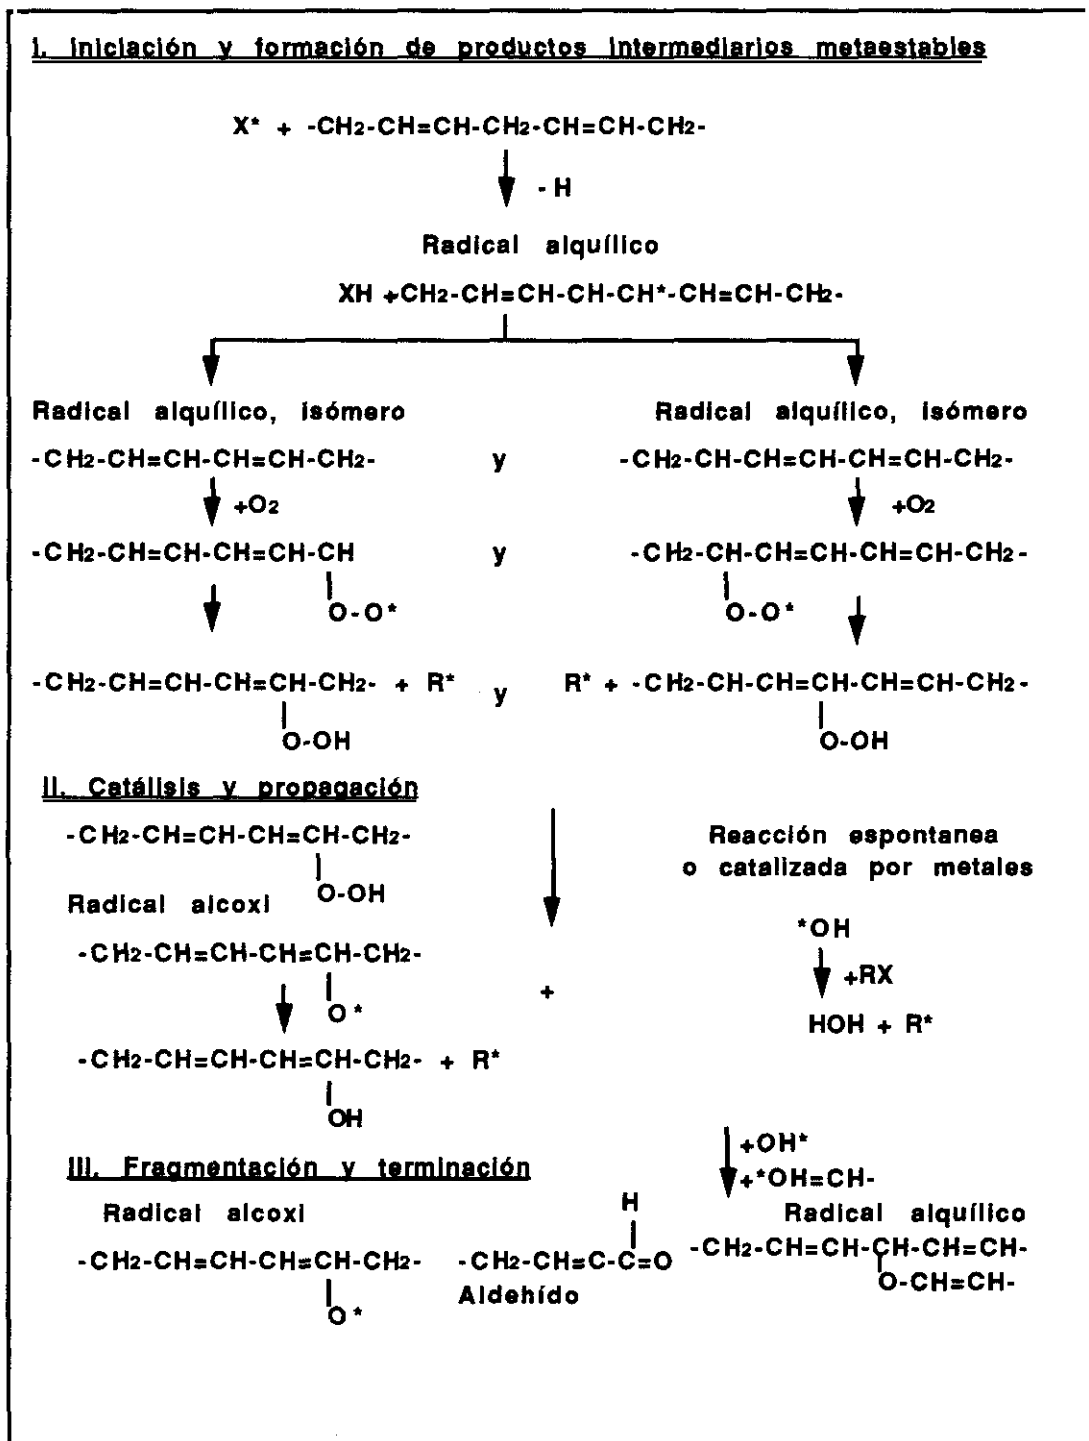 I. Iniciación y formación de productos intermediarios metaestables
X* + -CH2-CH=CH-CH2-CH=CH-CH2-
- H
Radical alquílico
XH +CH2-CH=CH-CH-CH*-CH=CH-CH2-
Radical alquílico, isómero Radical alquílico, isómero
-CH2-CH=CH-CH=CH-CH2- y -CH2-CH-CH=CH-CH=CH-CH2-
+O2 +O2
-CH2-CH=CH-CH=CH-CH y -CH2-CH-CH=CH-CH=CH-CH2-
O-O* O-O*
-CH2-CH=CH-CH=CH-CH2- + R* y R* + -CH2-CH-CH=CH-CH=CH-CH2-
O-OH O-OH
II. Catálisis y propagación
-CH2-CH=CH-CH=CH-CH2- Reacción espontanea
O-OH o catalizada por metales
Radical alcoxi
*OH
-CH2-CH=CH-CH=CH-CH2-
+ +RX
O*
HOH + R*
-CH2-CH=CH-CH=CH-CH2- + R*
OH
+OH*
III. Fragmentación y terminación
+*OH=CH-
Radical alcoxi H Radical alquílico
-CH2-CH=CH-CH=CH-CH2- -CH2-CH=C-C=O -CH2-CH=CH-CH-CH=CH-
O-CH=CH-
Aldehído
O*